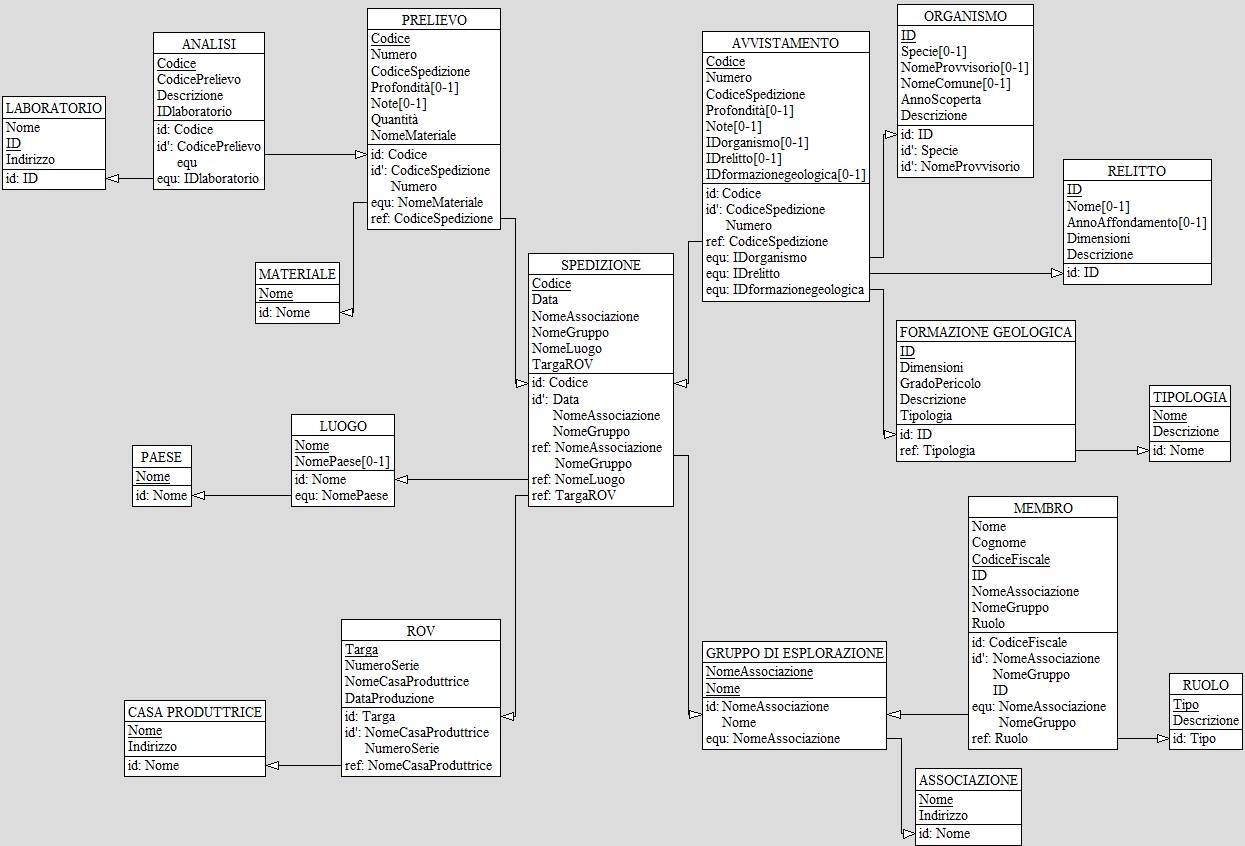 LABORATORIO
Nome
ID
Indirizzo
id: ID
ANALISI
Codice
CodicePrelievo
Descrizione
IDlaboratorio
id: Codice
id': CodicePrelievo
equ
equ: IDlaboratorio
PRELIEVO
Codice
Numero
CodiceSpedizione
Profondità[0-1]
Note[0-1]
Quantità
NomeMateriale
id: Codice
id': CodiceSpedizione
Numero
equ: NomeMateriale
ref: CodiceSpedizione
MATERIALE
Nome
id: Nome
SPEDIZIONE
Codice
Data
NomeAssociazione
NomeGruppo
NomeLuogo
TargaROV
id: Codice
id': Data
NomeAssociazione
NomeGruppo
ref: NomeAssociazione
NomeGruppo
ref: NomeLuogo
ref: TargaROV
AVVISTAMENTO
Codice
Numero
CodiceSpedizione
Profondità[0-1]
Note[0-1]
IDorganismo[0-1]
IDrelitto[0-1]
IDformazionegeologica[0-1]
id: Codice
id': CodiceSpedizione
Numero
ref: CodiceSpedizione
equ: IDorganismo
equ: IDrelitto
equ: IDformazionegeologica
ORGANISMO
ID
Specie[0-1]
NomeProvvisorio[0-1]
NomeComune[0-1]
AnnoScoperta
Descrizione
id: ID
id': Specie
id': NomeProvvisorio
RELITTO
ID
Nome[0-1]
AnnoAffondamento[0-1]
Dimensioni
Descrizione
id: ID
FORMAZIONE GEOLOGICA
ID
Dimensioni
GradoPericolo
Descrizione
Tipologia
id: ID
ref: Tipologia
TIPOLOGIA
Nome
Descrizione
id: Nome
PAESE
Nome
id: Nome
LUOGO
Nome
NomePaese[0-1]
id: Nome
equ: NomePaese
ROV
Targa
NumeroSerie
NomeCasaProduttrice
DataProduzione
id: Targa
id': NomeCasaProduttrice
NumeroSerie
ref: NomeCasaProduttrice
CASA PRODUTTRICE
Nome
Indirizzo
id: Nome
GRUPPO DI ESPLORAZIONE
NomeAssociazione
Nome
id: NomeAssociazione
Nome
equ: NomeAssociazione
MEMBRO
Nome
Cognome
CodiceFiscale
ID
NomeAssociazione
NomeGruppo
Ruolo
id: CodiceFiscale
id': NomeAssociazione
NomeGruppo
ID
equ: NomeAssociazione
NomeGruppo
ref: Ruolo
RUOLO
Tipo
Descrizione
id: Tipo
ASSOCIAZIONE
Nome
Indirizzo
id: Nome